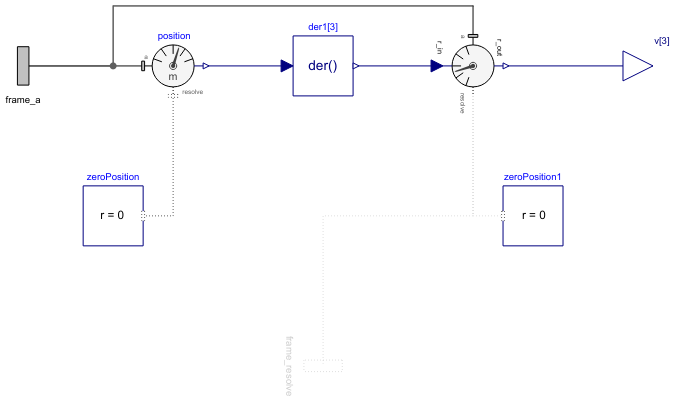 der1[3]
position
v[3]
a
a
r_in
r_out
der()
m
resolve
resolve
frame_a
zeroPosition
zeroPosition1
r = 0
r = 0
frame_resolve